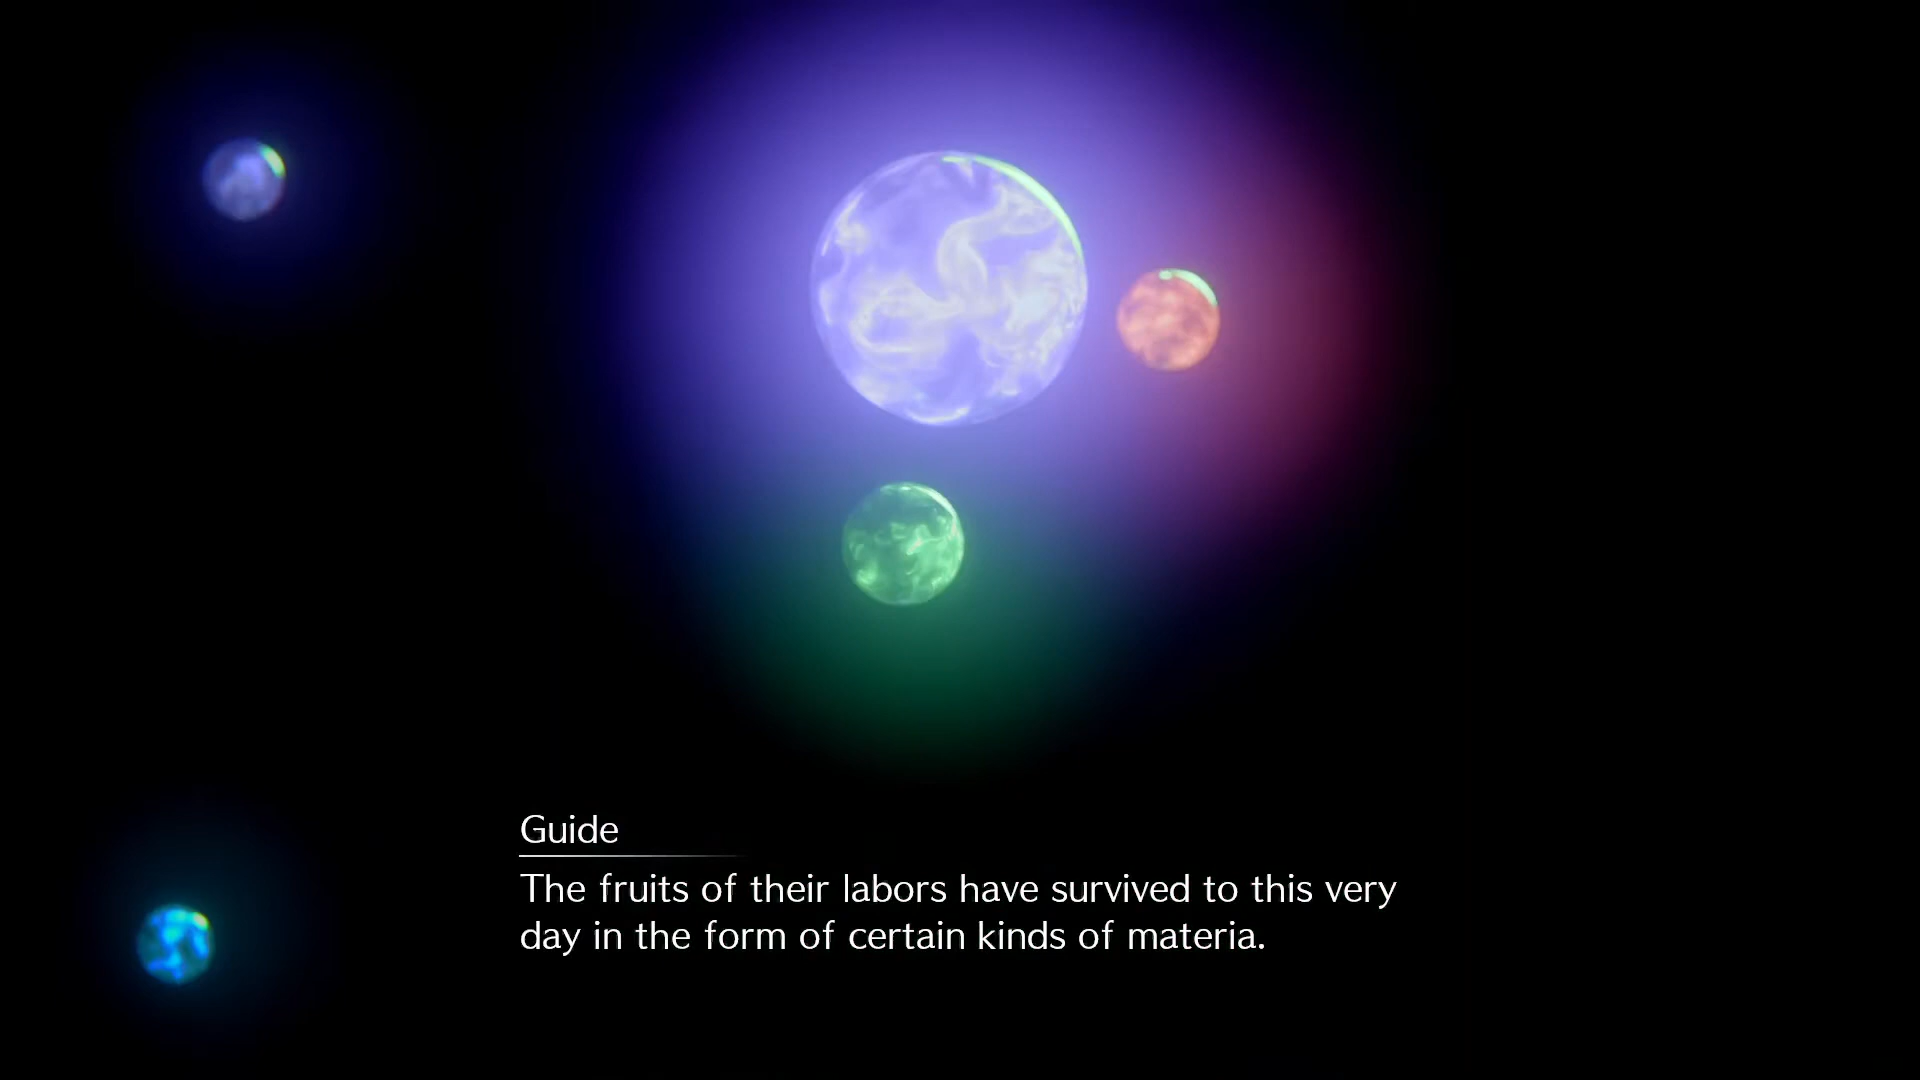 Guide
The fruits of their labors have survived to this very
day in the form of certain kinds of materia.